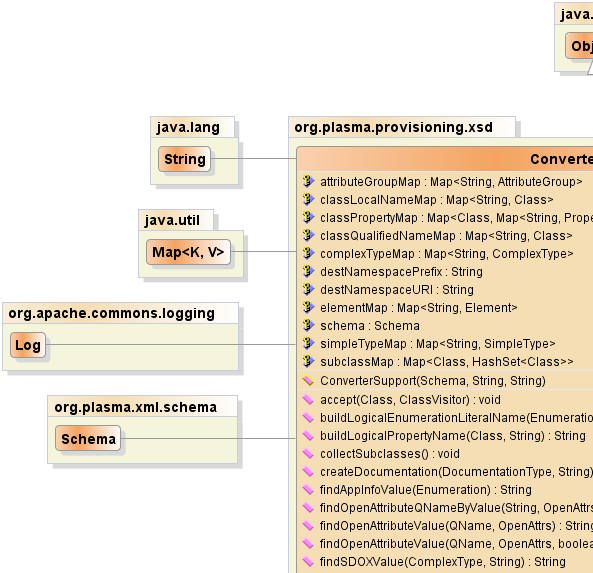 java.
Obj
java.lang
String
java.util
Map<K, V>
org.apache.commons.logging
Log
org.plasma.xml.schema
Schema
org.plasma.provisioning.xsd
Converte
attributeGroupMap : Map<String, AttributeGroup>
classLocalNameMap : Map<String, Class>
classPropertyMap : Map<Class, Map<String, Prope
classQualifiedNameMap : Map<String, Class>
complexTypeMap : Map<String, ComplexType>
destNamespacePrefix : String
destNamespaceURI : String
elementMap : Map<String, Element>
schema : Schema
simpleTypeMap : Map<String, SimpleType>
subclassMap : Map<Class, HashSet<Class>>
ConverterSupport(Schema, String, String)
accept(Class, ClassVisitor) : void
buildLogicalEnumerationLiteralName(Enumeratio
buildLogicalPropertyName(Class, String) : String
collectSubclasses() : void
createDocumentation(DocumentationType, String)
findAppInfoValue(Enumeration) : String
findOpenAttributeQNameByValue(String, OpenAttrs
findOpenAttributeValue(QName, OpenAttrs) : String
findOpenAttributeValue(QName, OpenAttrs, boolea
findSDOXValue(ComplexType, String) : String